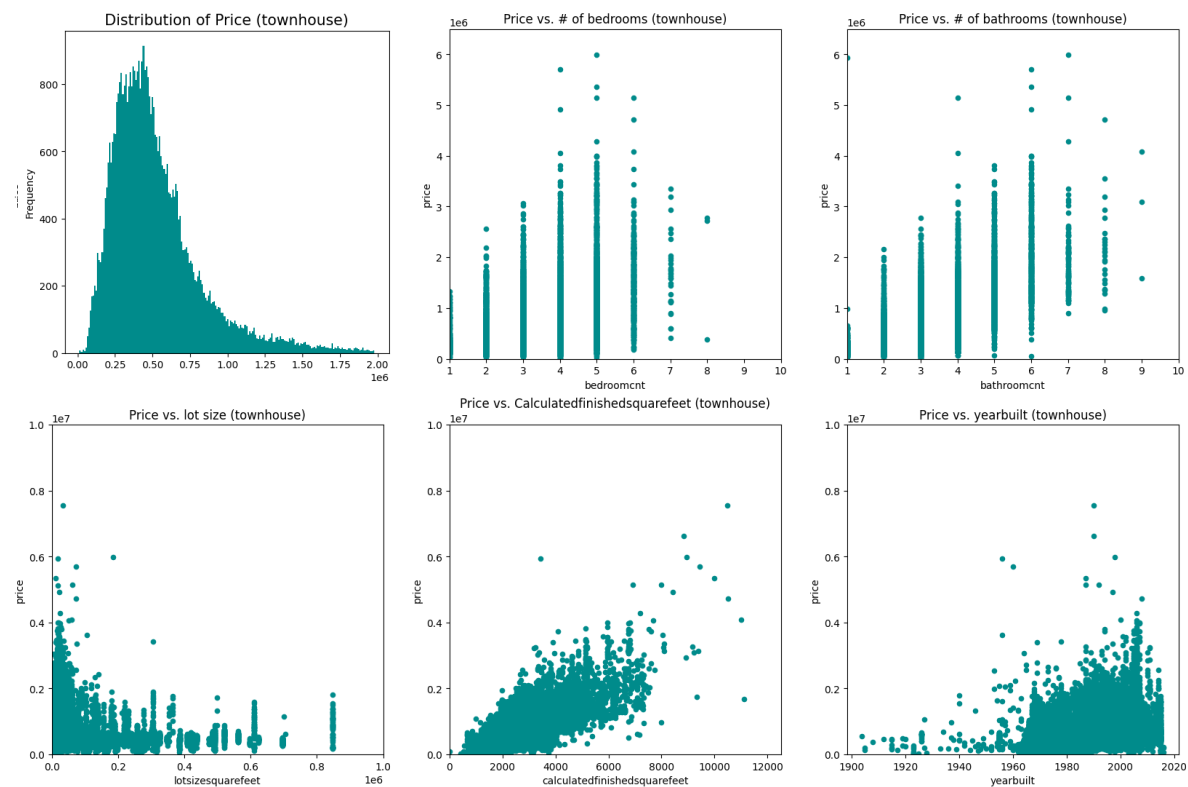 Distribution of Price (townhouse)
Frequency
0
200
400
600
800
0.00 0.25 0.50 0.75 1.00 1.25 1.50 1.75 2.00
1e6
Price vs. # of bedrooms (townhouse)
1e6
price
0
1
2
3
4
5
6
1 2 3 4 5 6 7 8 9 10
bedroomcnt
Price vs. # of bathrooms (townhouse)
1e6
price
0
1
2
3
4
5
6
1 2 3 4 5 6 7 8 9 10
bathroomcnt
Price vs. lot size (townhouse)
1e7
price
0.0
0.2
0.4
0.6
0.8
1.0
0.0 0.2 0.4 0.6 0.8 1.0
lotsizesquarefeet
1e6
Price vs. Calculatedfinishedsquarefeet (townhouse)
1e7
price
0.0
0.2
0.4
0.6
0.8
1.0
0 2000 4000 6000 8000 10000 12000
calculatedfinishedsquarefeet
Price vs. yearbuilt (townhouse)
1e7
price
0.0
0.2
0.4
0.6
0.8
1.0
1900 1920 1940 1960 1980 2000 2020
yearbuilt